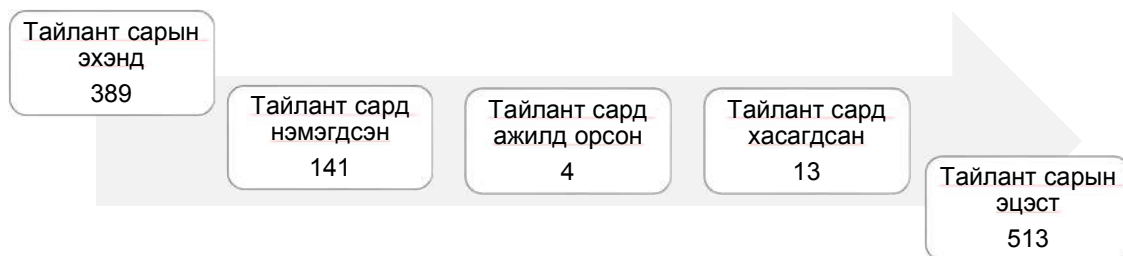 Тайлант сарын
эхэнд
389
Тайлант сард
нэмэгдсэн
141
Тайлант сард
ажилд орсон
4
Тайлант сард
хасагдсан
13
Тайлант сарын
эцэст
513